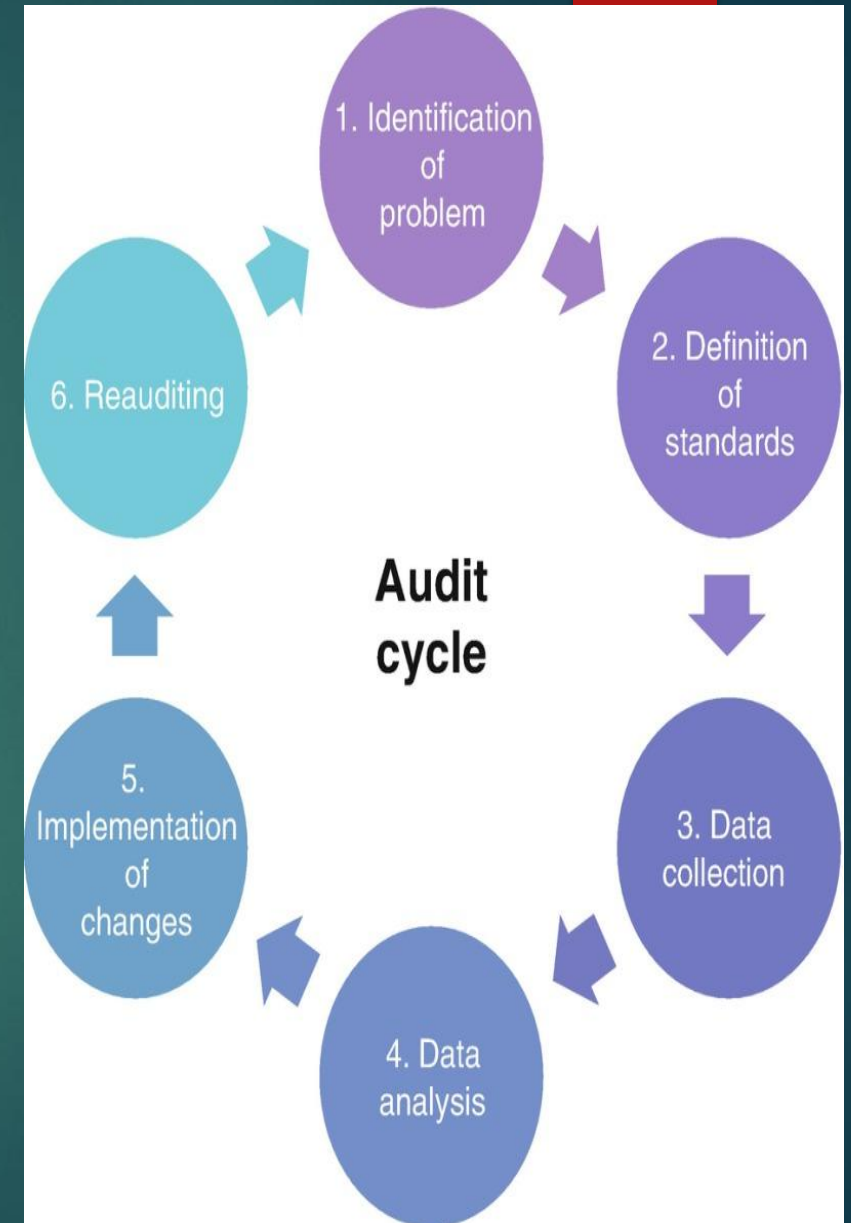 1. Identification
of
problem
2. Definition
of
standards
3. Data
collection
4. Data
analysis
5.
Implementation
of
changes
6. Reauditing
Audit
cycle